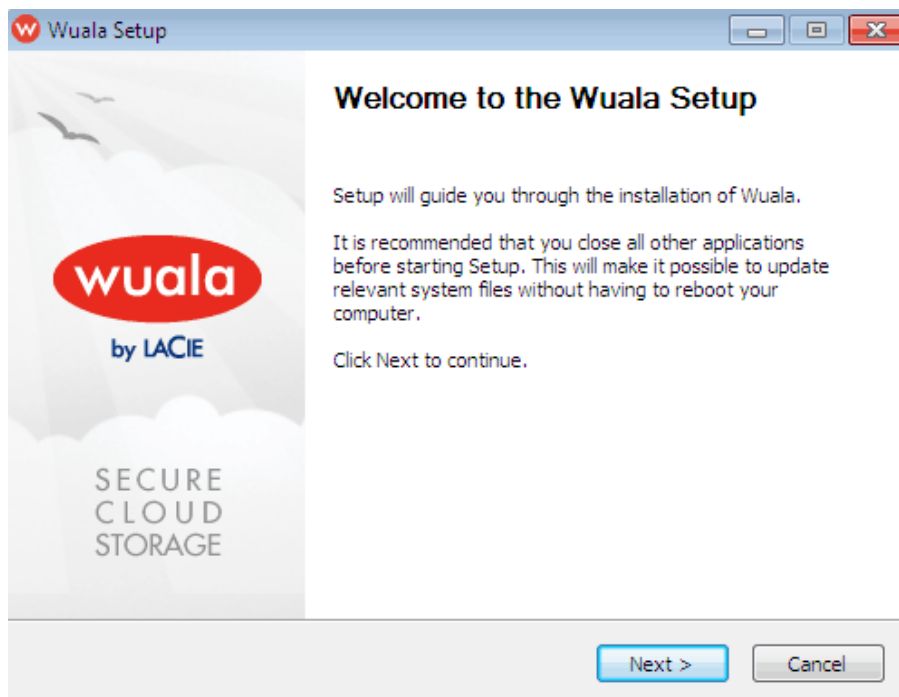 Wuala Setup
Welcome to the Wuala Setup
Setup will guide you through the installation of Wuala.
It is recommended that you close all other applications
before starting Setup. This will make it possible to update
relevant system files without having to reboot your
computer.
Click Next to continue.
wuala
by LACIE
SECURE
CLOUD
STORAGE
Next >
Cancel